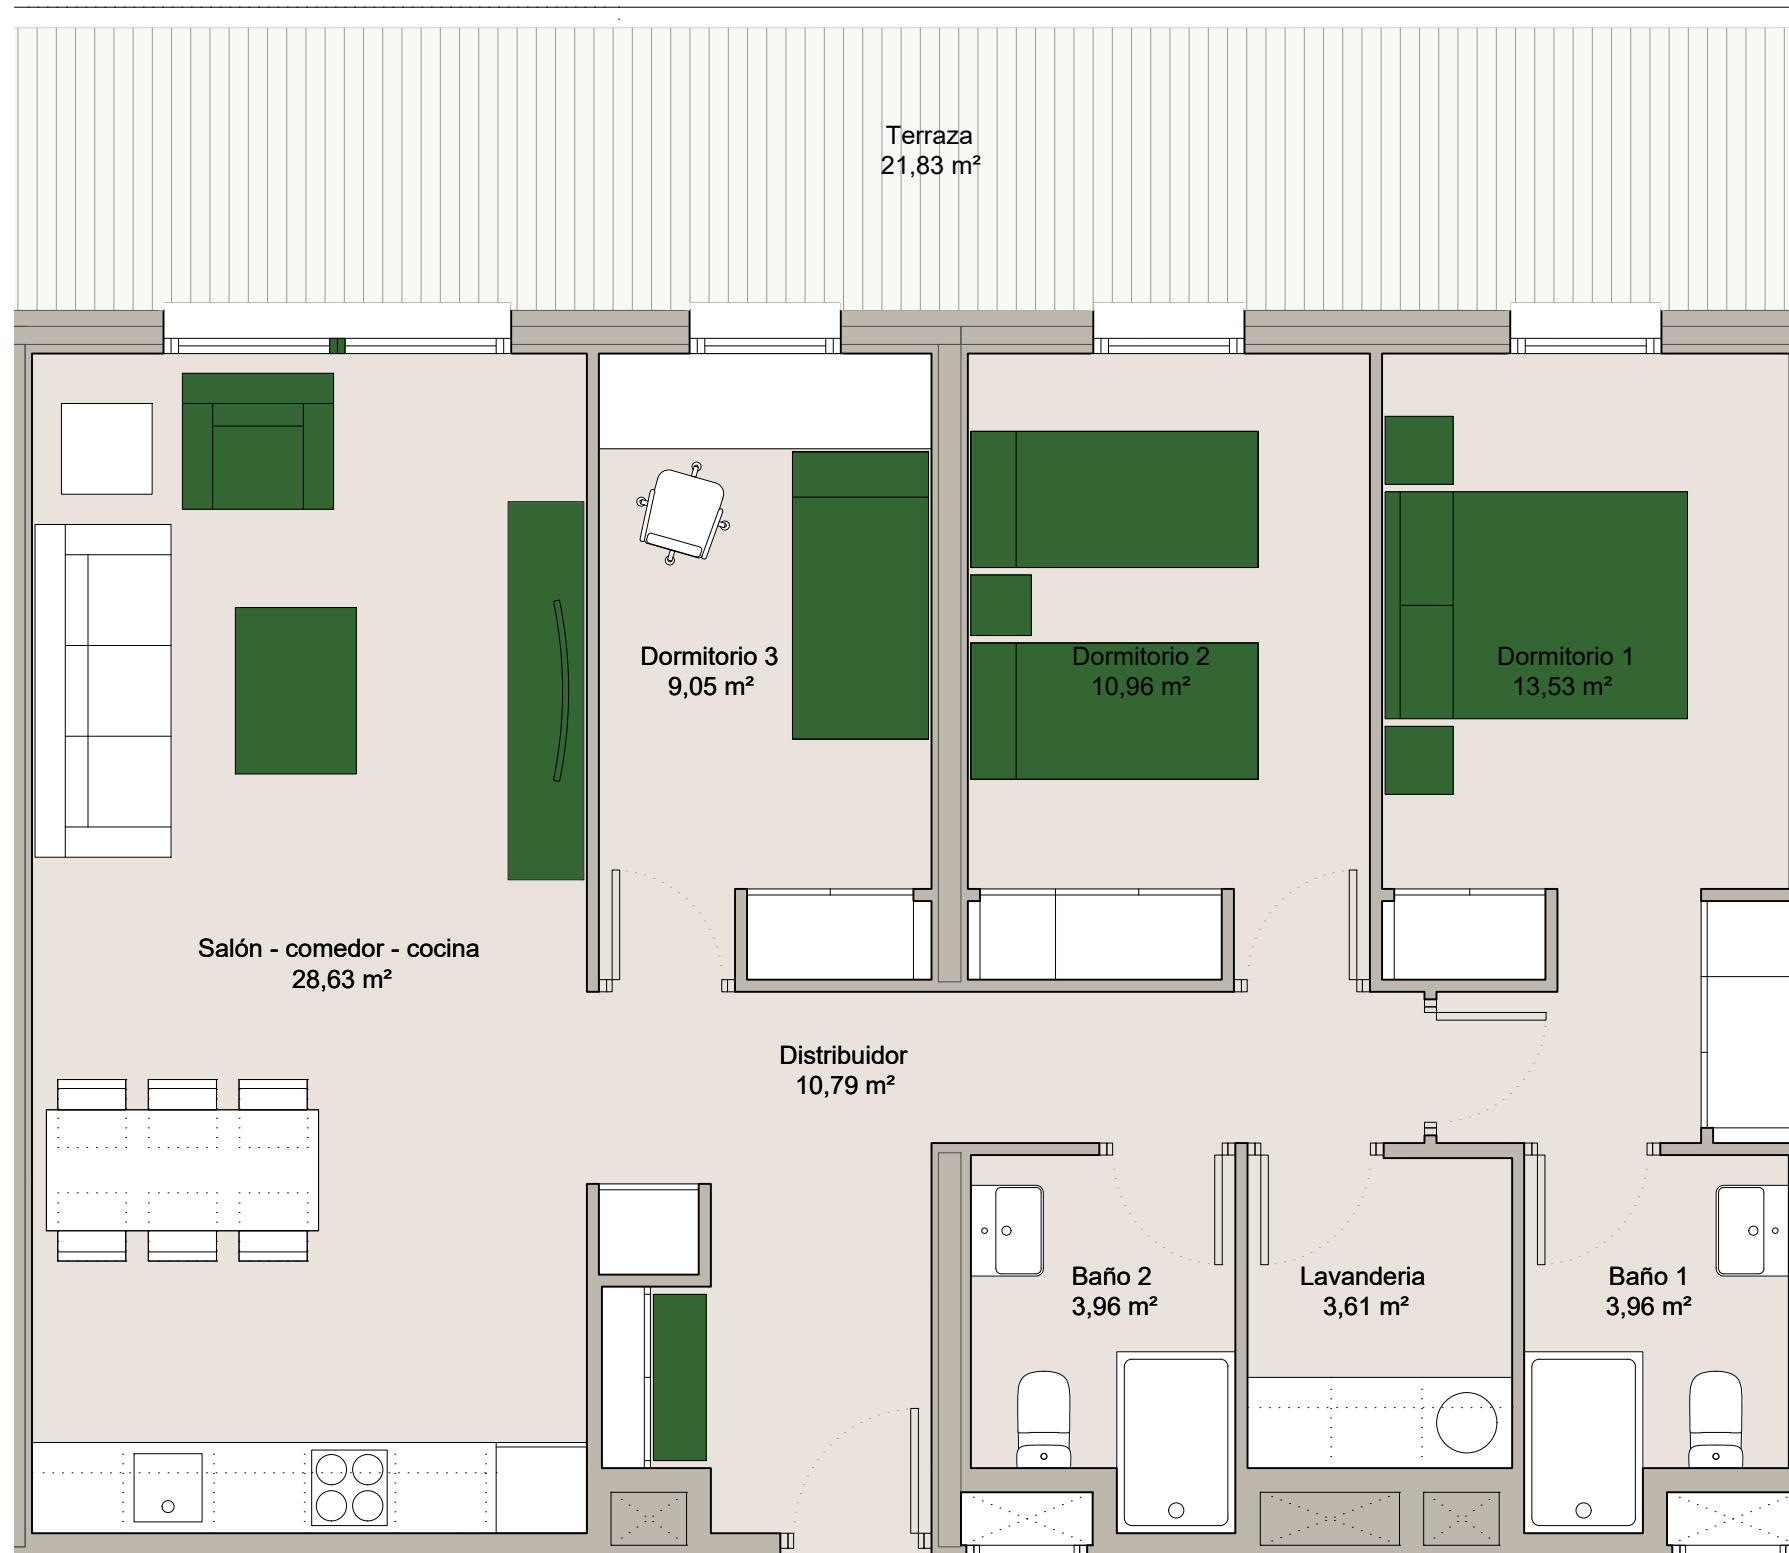 Terraza
21,83 m²
Dormitorio 3
9,05 m²
Dormitorio 2
10,96 m²
Dormitorio 1
13,53 m²
Salón - comedor - cocina
28,63 m²
Distribuidor
10,79 m²
Baño 2
3,96 m²
Lavanderia
3,61 m²
Baño 1
3,96 m²